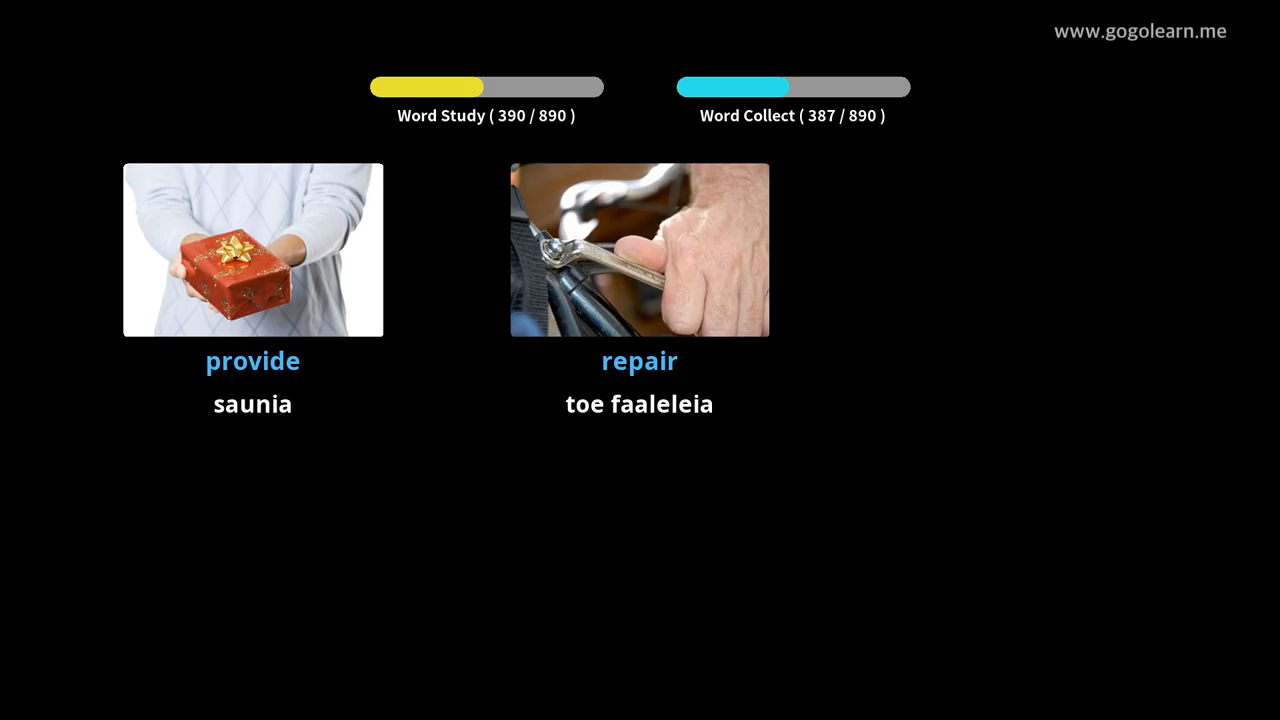 www.gogolearn.me
Word Study ( 390 / 890 )
Word Collect ( 387 / 890 )
provide
repair
saunia
toe faaleleia